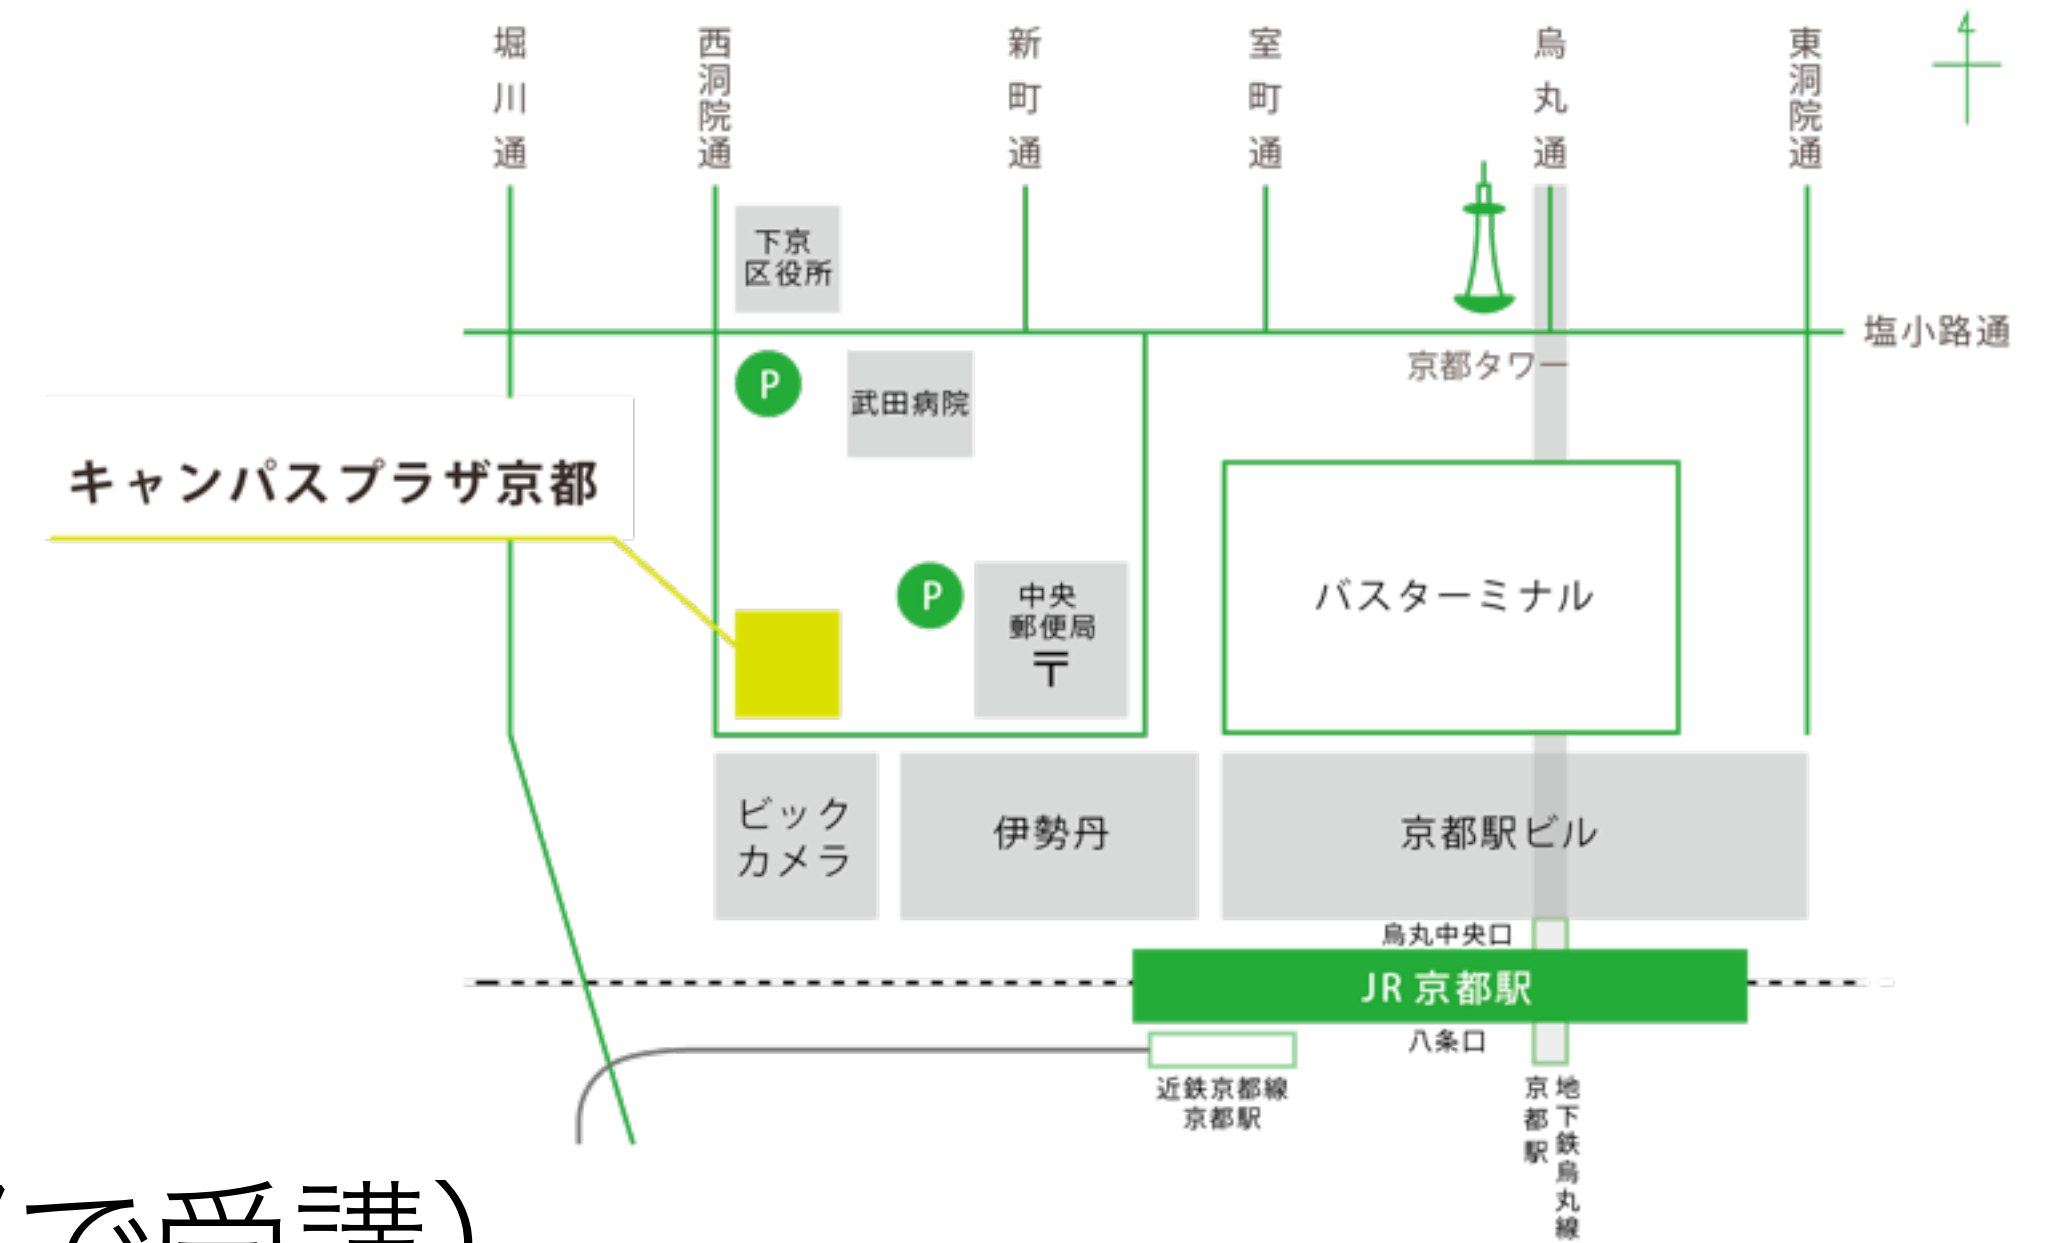 堀川通
西洞院通
新町通
室町通
烏丸通
東洞院通
4
下京
区役所
塩小路通
京都タワー
P
武田病院
キャンパスプラザ京都
P
中央
郵便局
〒
バスターミナル
ビック
カメラ
伊勢丹
京都駅ビル
烏丸中央口
JR 京都駅
八条口
近鉄京都線
京都駅
地下鉄烏丸線
京都駅
で受講）